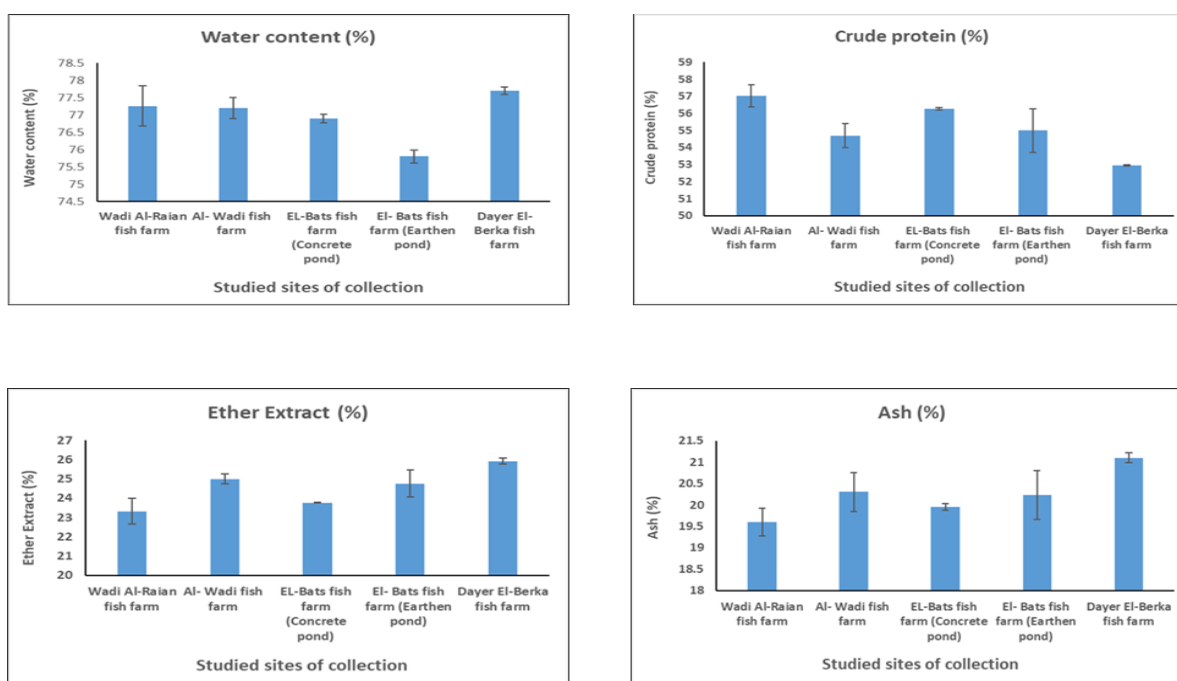 Water content (%)
Water content (%)
78.5
78
77.5
77
76.5
76
75.5
75
74.5
Wadi Al-Raian
fish farm
Al- Wadi fish
farm
EL-Bats fish
farm
(Concrete
pond)
El- Bats fish
farm (Earthen
pond)
Dayer El-
Berka fish
farm
Studied sites of collection
Crude protein (%)
Crude protein (%)
59
58
57
56
55
54
53
52
51
50
Wadi Al-Raian
fish farm
Al- Wadi fish
farm
EL-Bats fish
farm (Concrete
pond)
El- Bats fish
farm (Earthen
pond)
Dayer El-Berka
fish farm
Studied sites of collection
Ether Extract (%)
Ether Extract (%)
27
26
25
24
23
22
21
20
Wadi Al-Raian
fish farm
Al- Wadi fish
farm
EL-Bats fish
farm
(Concrete
pond)
El- Bats fish
farm (Earthen
pond)
Dayer El-Berka
fish farm
Studied sites of collection
Ash (%)
Ash (%)
21.5
21
20.5
20
19.5
19
18.5
18
Wadi Al-Raian
fish farm
Al- Wadi fish
farm
EL-Bats fish
farm (Concrete
pond)
El- Bats fish
farm (Earthen
pond)
Dayer El-Berka
fish farm
Studied sites of collection